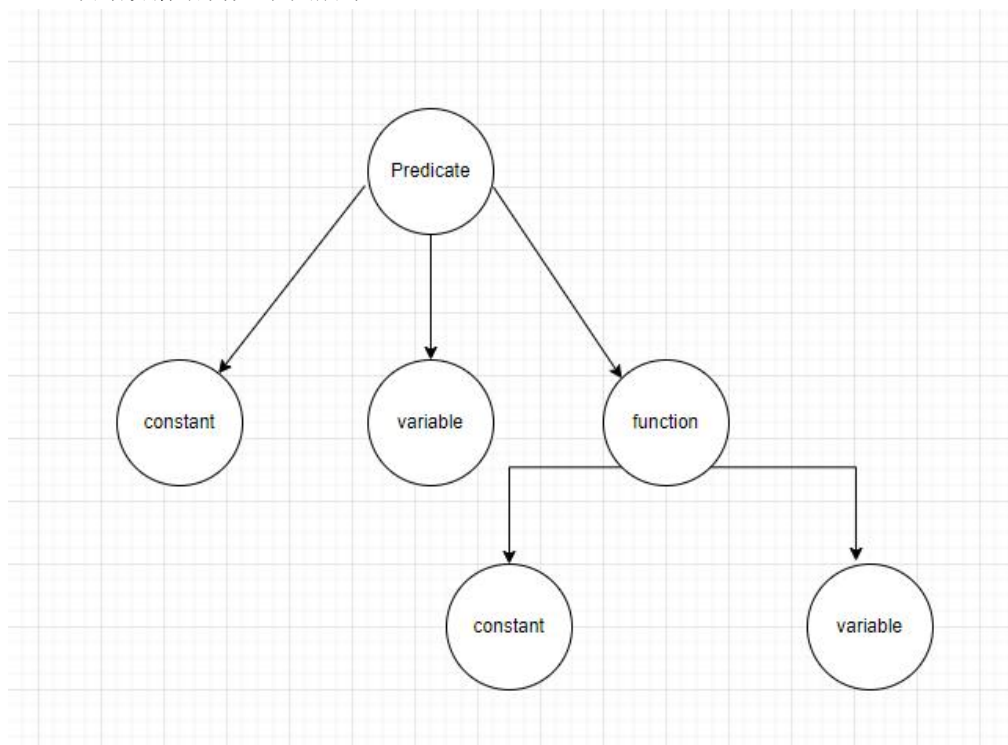 Predicate
constant
variable
function
constant
variable